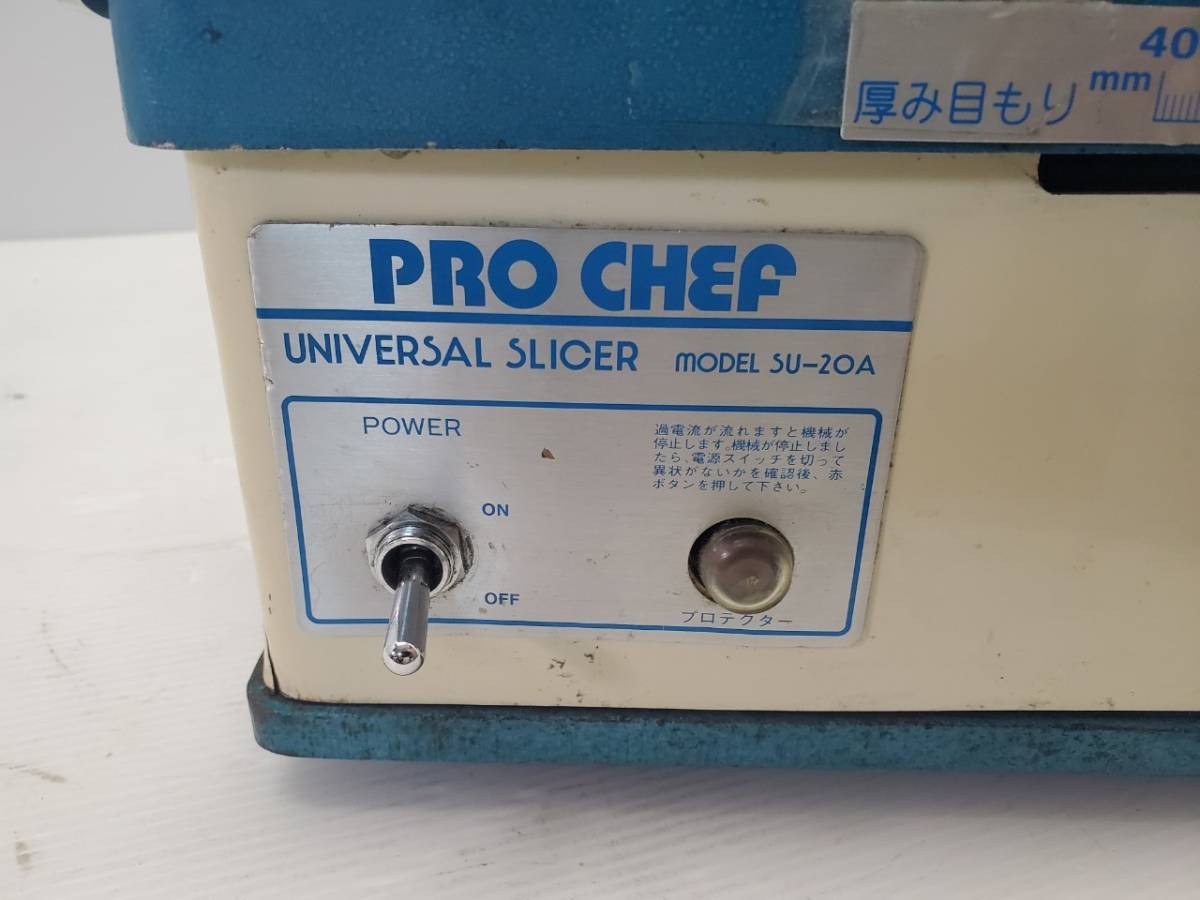 40
mm
厚み目もり
PRO CHEF
UNIVERSAL SLICER MODEL SU-20A
POWER
過電流が流れますと機械が
停止します。機械が停止しまし
たら、電源スイッチを切って
異状がないかを確認後、赤
ボタンを押して下さい。
ON
OFF
プロテクター